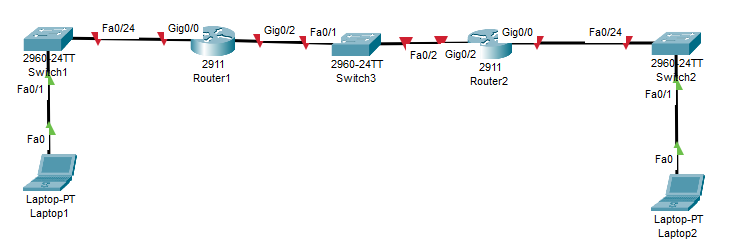 Fa0/24
Gig0/0
2911
Router1
Gig0/2
Fa0/1
2960-24TT
Switch3
Fa0/2
Gig0/2
2911
Router2
Gig0/0
Fa0/24
2960-24TT
Switch1
Fa0/1
Fa0
Laptop-PT
Laptop1
2960-24TT
Switch2
Fa0/1
Fa0
Laptop-PT
Laptop2